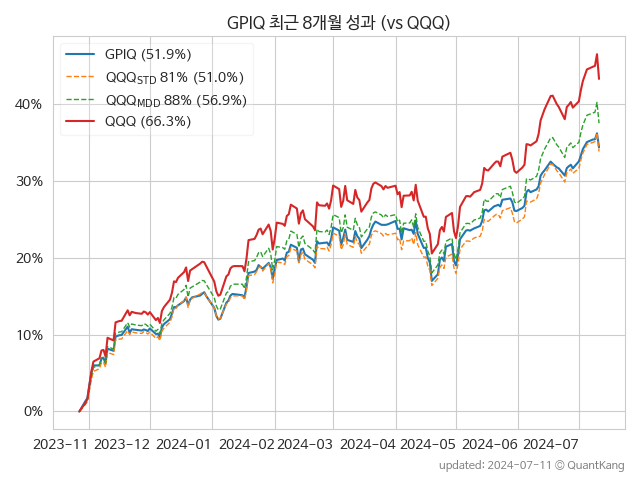 GPIQ 최근 8개월 성과 (vs QQQ)
GPIQ (51.9%)
QQQSTD 81% (51.0%)
QQQMDD 88% (56.9%)
QQQ (66.3%)
40%
30%
20%
10%
0%
2023-11 2023-12 2024-01 2024-02 2024-03 2024-04 2024-05 2024-06 2024-07
updated: 2024-07-11 © QuantKang